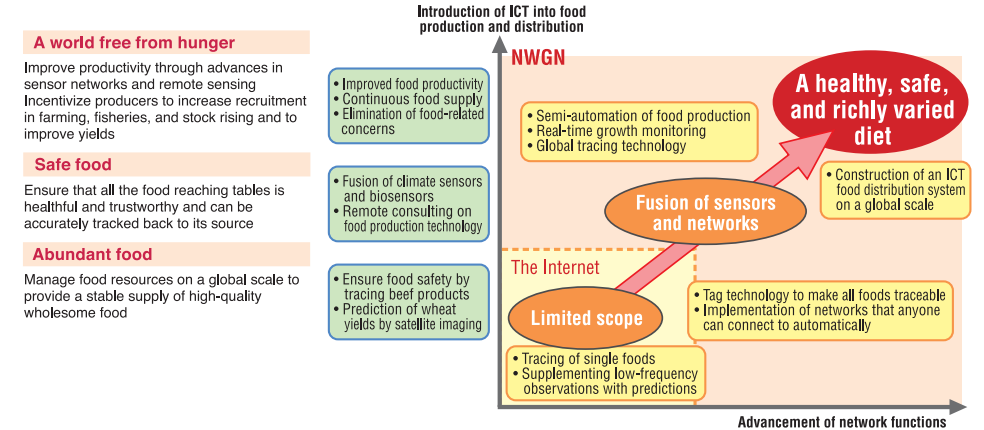 Introduction of ICT into food
production and distribution
A world free from hunger
Improve productivity through advances in
sensor networks and remote sensing
Incentivize producers to increase recruitment
in farming, fisheries, and stock rising and to
improve yields
Safe food
Ensure that all the food reaching tables is
healthful and trustworthy and can be
accurately tracked back to its source
Abundant food
Manage food resources on a global scale to
provide a stable supply of high-quality
wholesome food
• Improved food productivity
• Continuous food supply
• Elimination of food-related
concerns
• Fusion of climate sensors
and biosensors
• Remote consulting on
food production technology
• Ensure food safety by
tracing beef products
• Prediction of wheat
yields by satellite imaging
NWGN
• Semi-automation of food production
• Real-time growth monitoring
• Global tracing technology
A healthy, safe,
and richly varied
diet
• Construction of an ICT
food distribution system
on a global scale
Fusion of sensors
and networks
The Internet
Limited scope
• Tag technology to make all foods traceable
• Implementation of networks that anyone
can connect to automatically
• Tracing of single foods
• Supplementing low-frequency
observations with predictions
Advancement of network functions